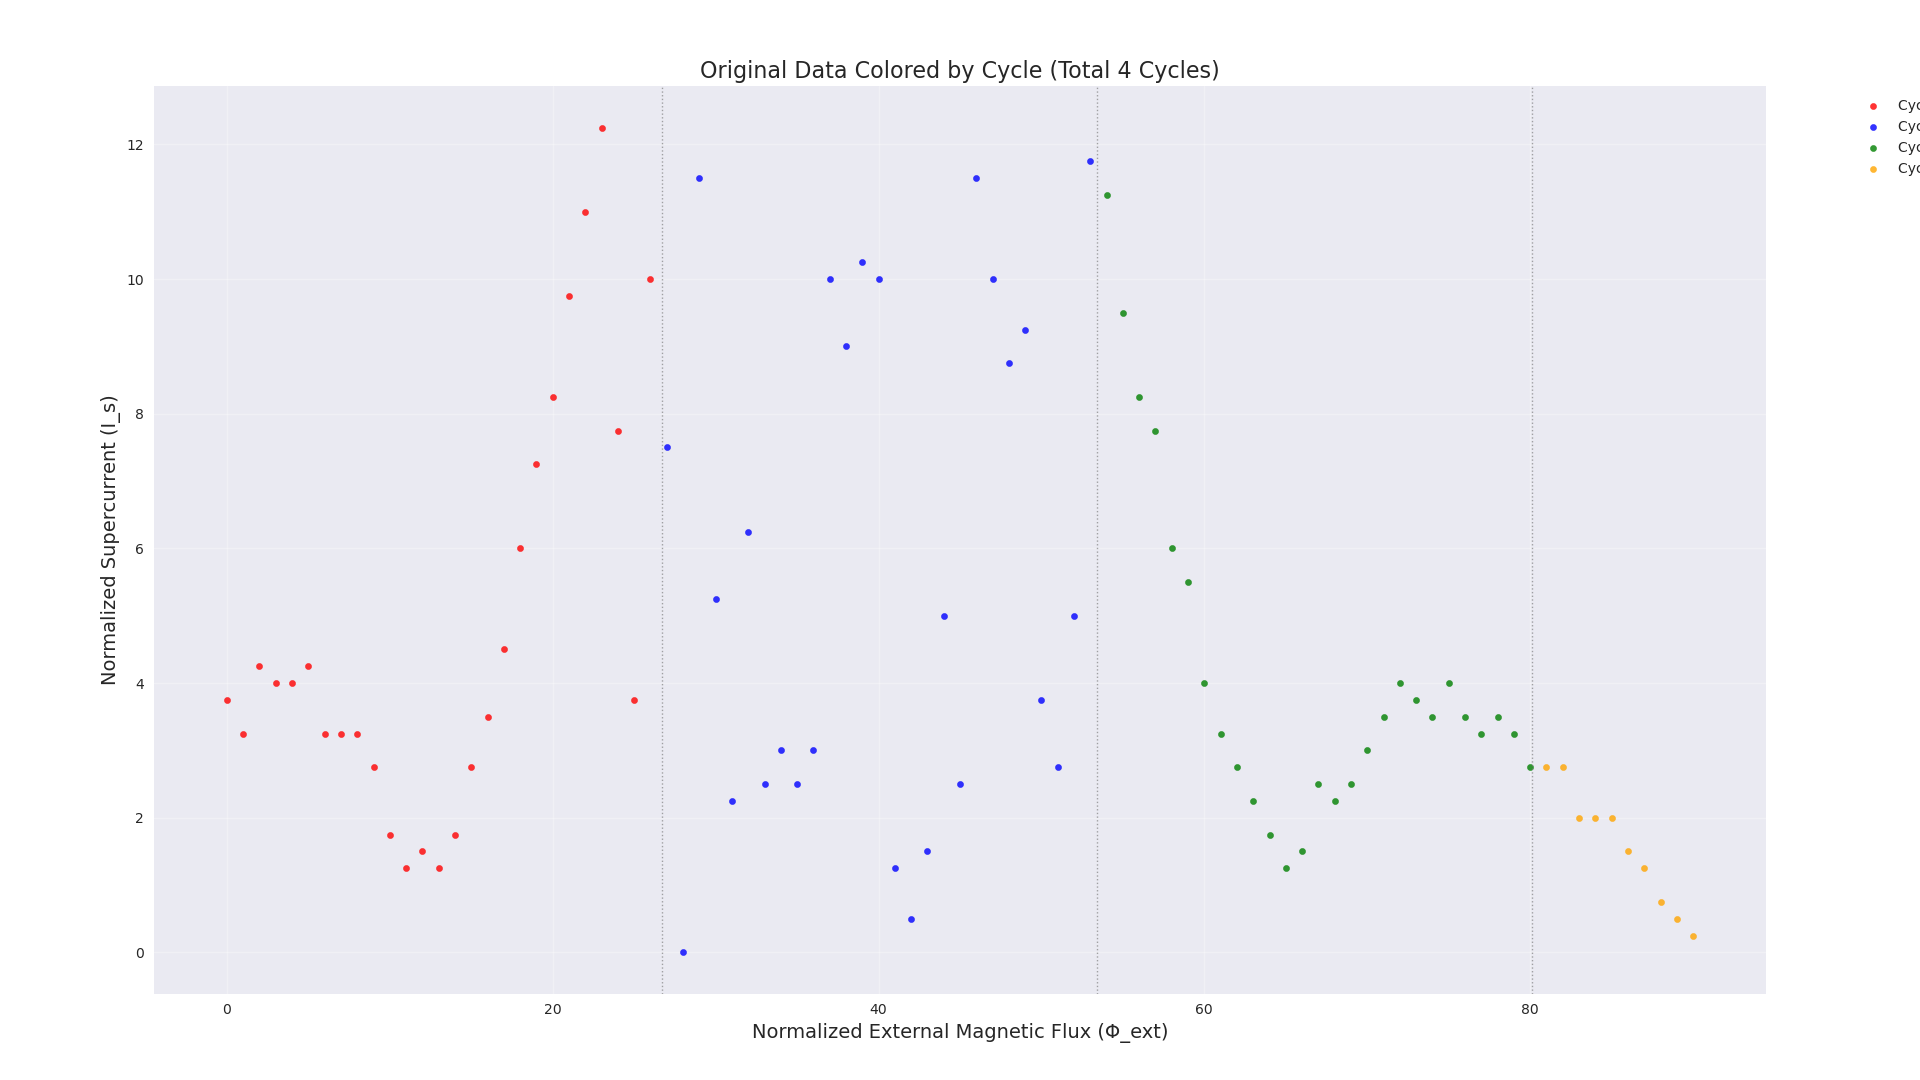 Original Data Colored by Cycle (Total 4 Cycles)
Cyc
Cyc
Cyc
Cyc
12
10
8
6
4
2
0
Normalized Supercurrent (I_s)
0 20 40 60 80
Normalized External Magnetic Flux (Φ_ext)